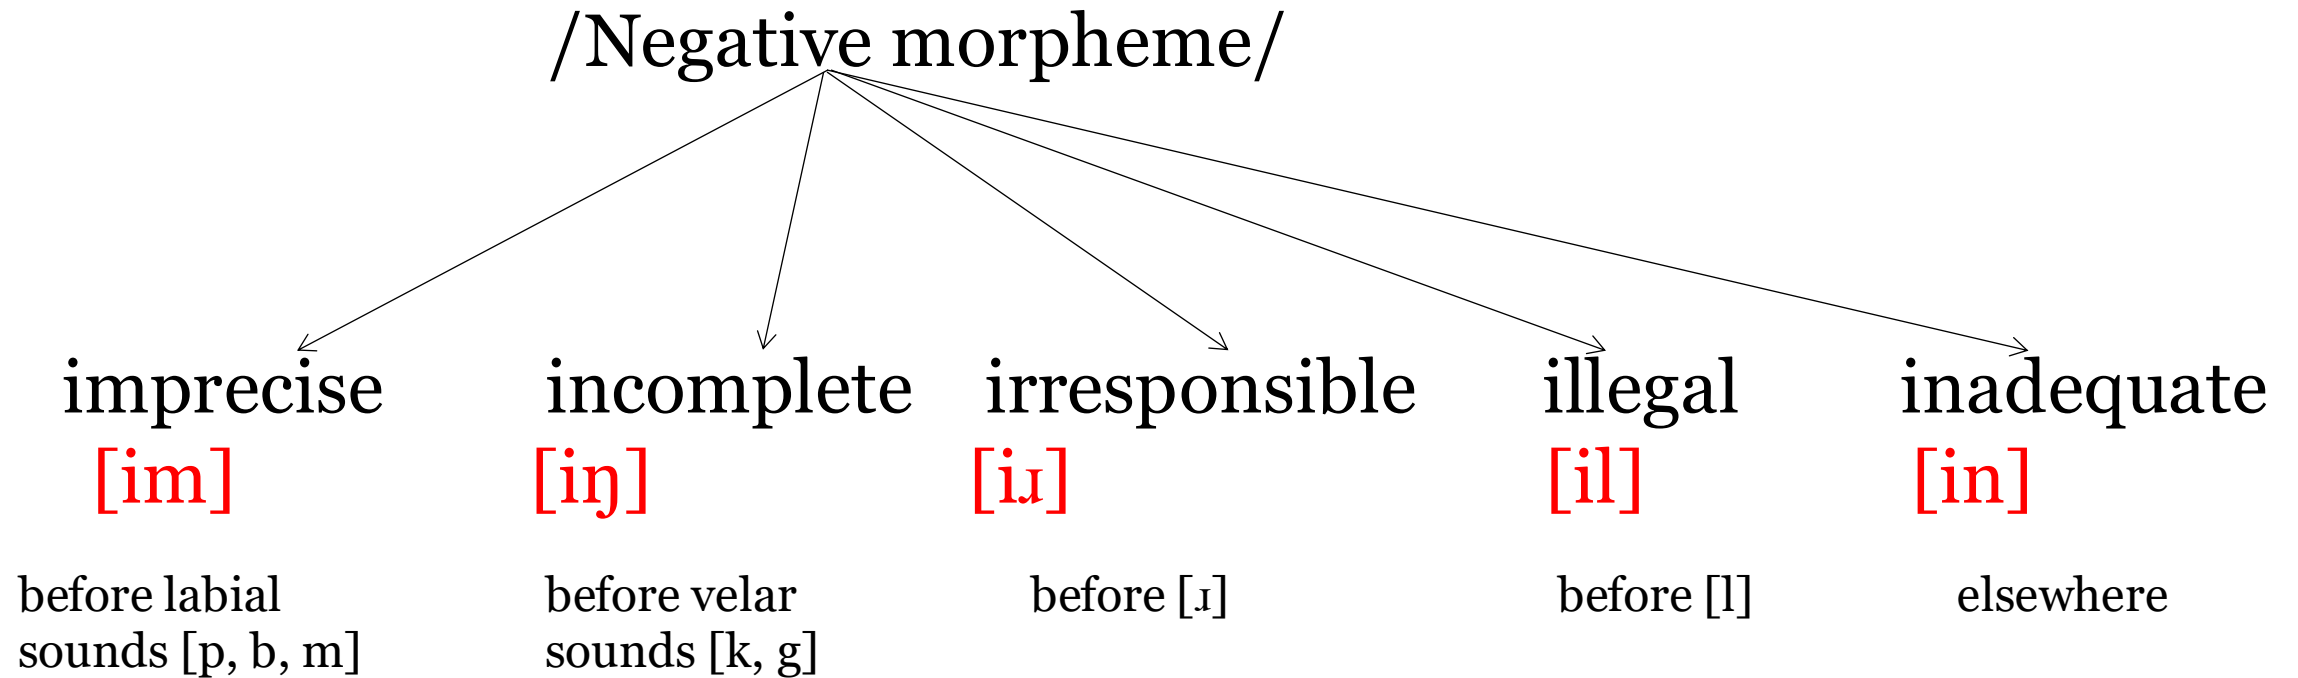 /Negative morpheme/
imprecise incomplete irresponsible illegal inadequate
[im] [iŋ] [iɹ] [il] [in]
before labial before velar before [ɹ] before [l] elsewhere
sounds [p, b, m] sounds [k, g]